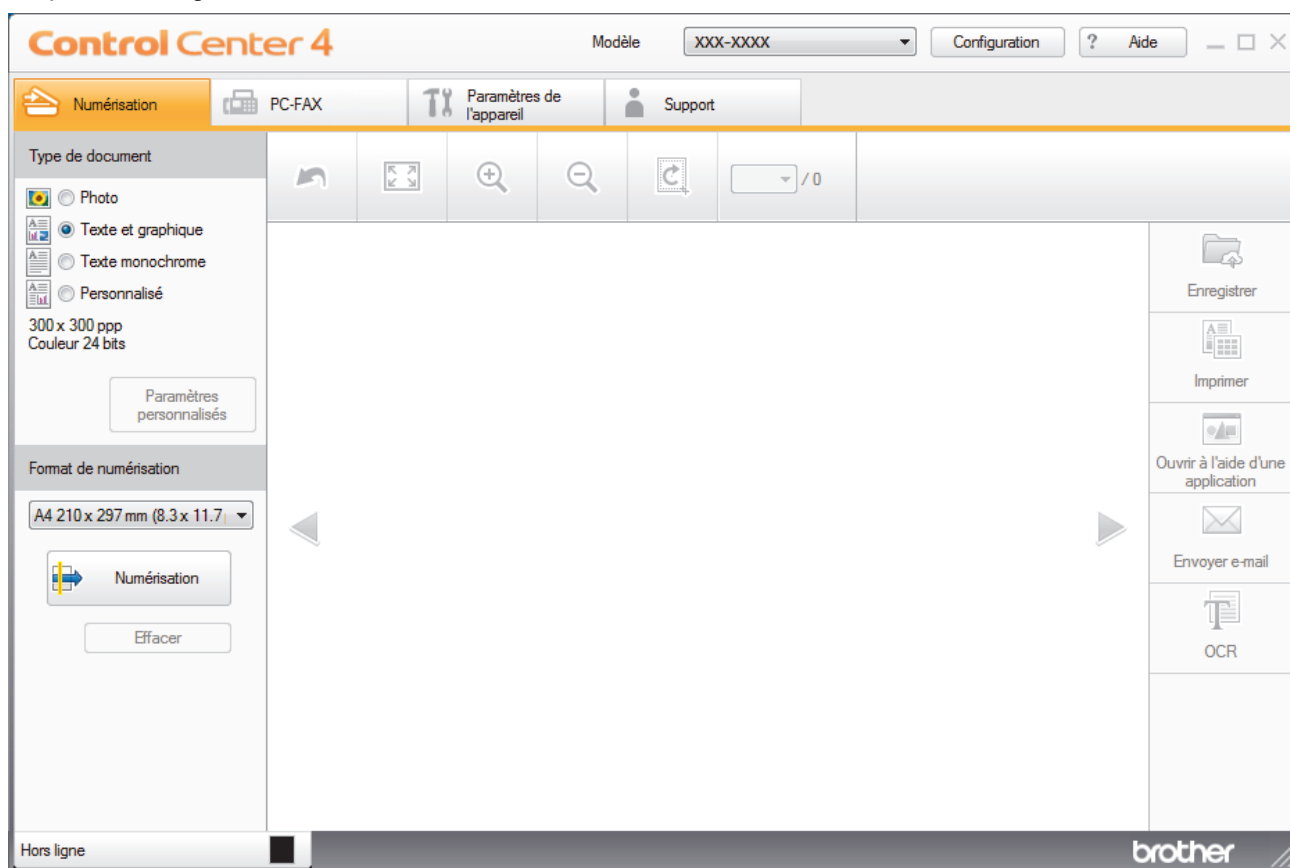 Control Center 4
Modèle
XXX-XXXX
Configuration
? Aide
Numérisation
PC-FAX
Paramètres de
l'appareil
Support
Type de document
Photo
Texte et graphique
Texte monochrome
Personnalisé
300 x 300 ppp
Couleur 24 bits
Paramètres
personnalisés
/ 0
Format de numérisation
A4 210 x 297 mm (8.3 x 11.7
Numérisation
Effacer
Enregistrer
Imprimer
Ouvrir à l'aide d'une
application
Envoyer e-mail
OCR
Hors ligne
brother